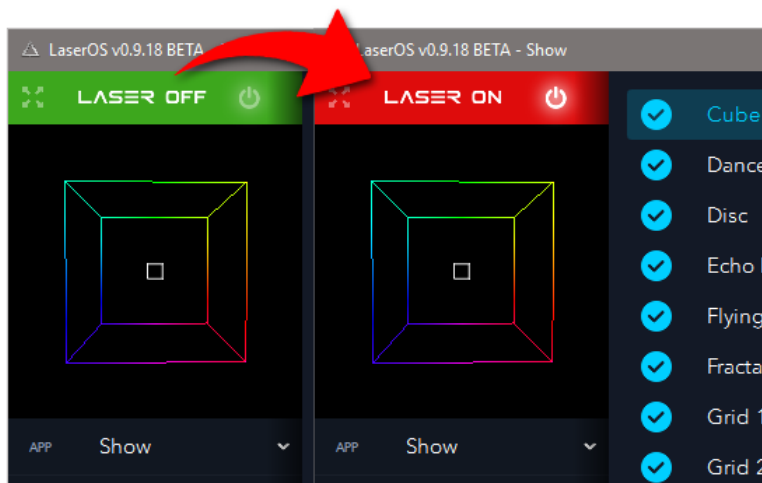 LaserOS v0.9.18 BETA
LASER OFF
APP Show
LaserOS v0.9.18 BETA - Show
LASER ON
APP Show
Cube
Dance
Disc
Echo
Flying
Fracta
Grid 1
Grid 2